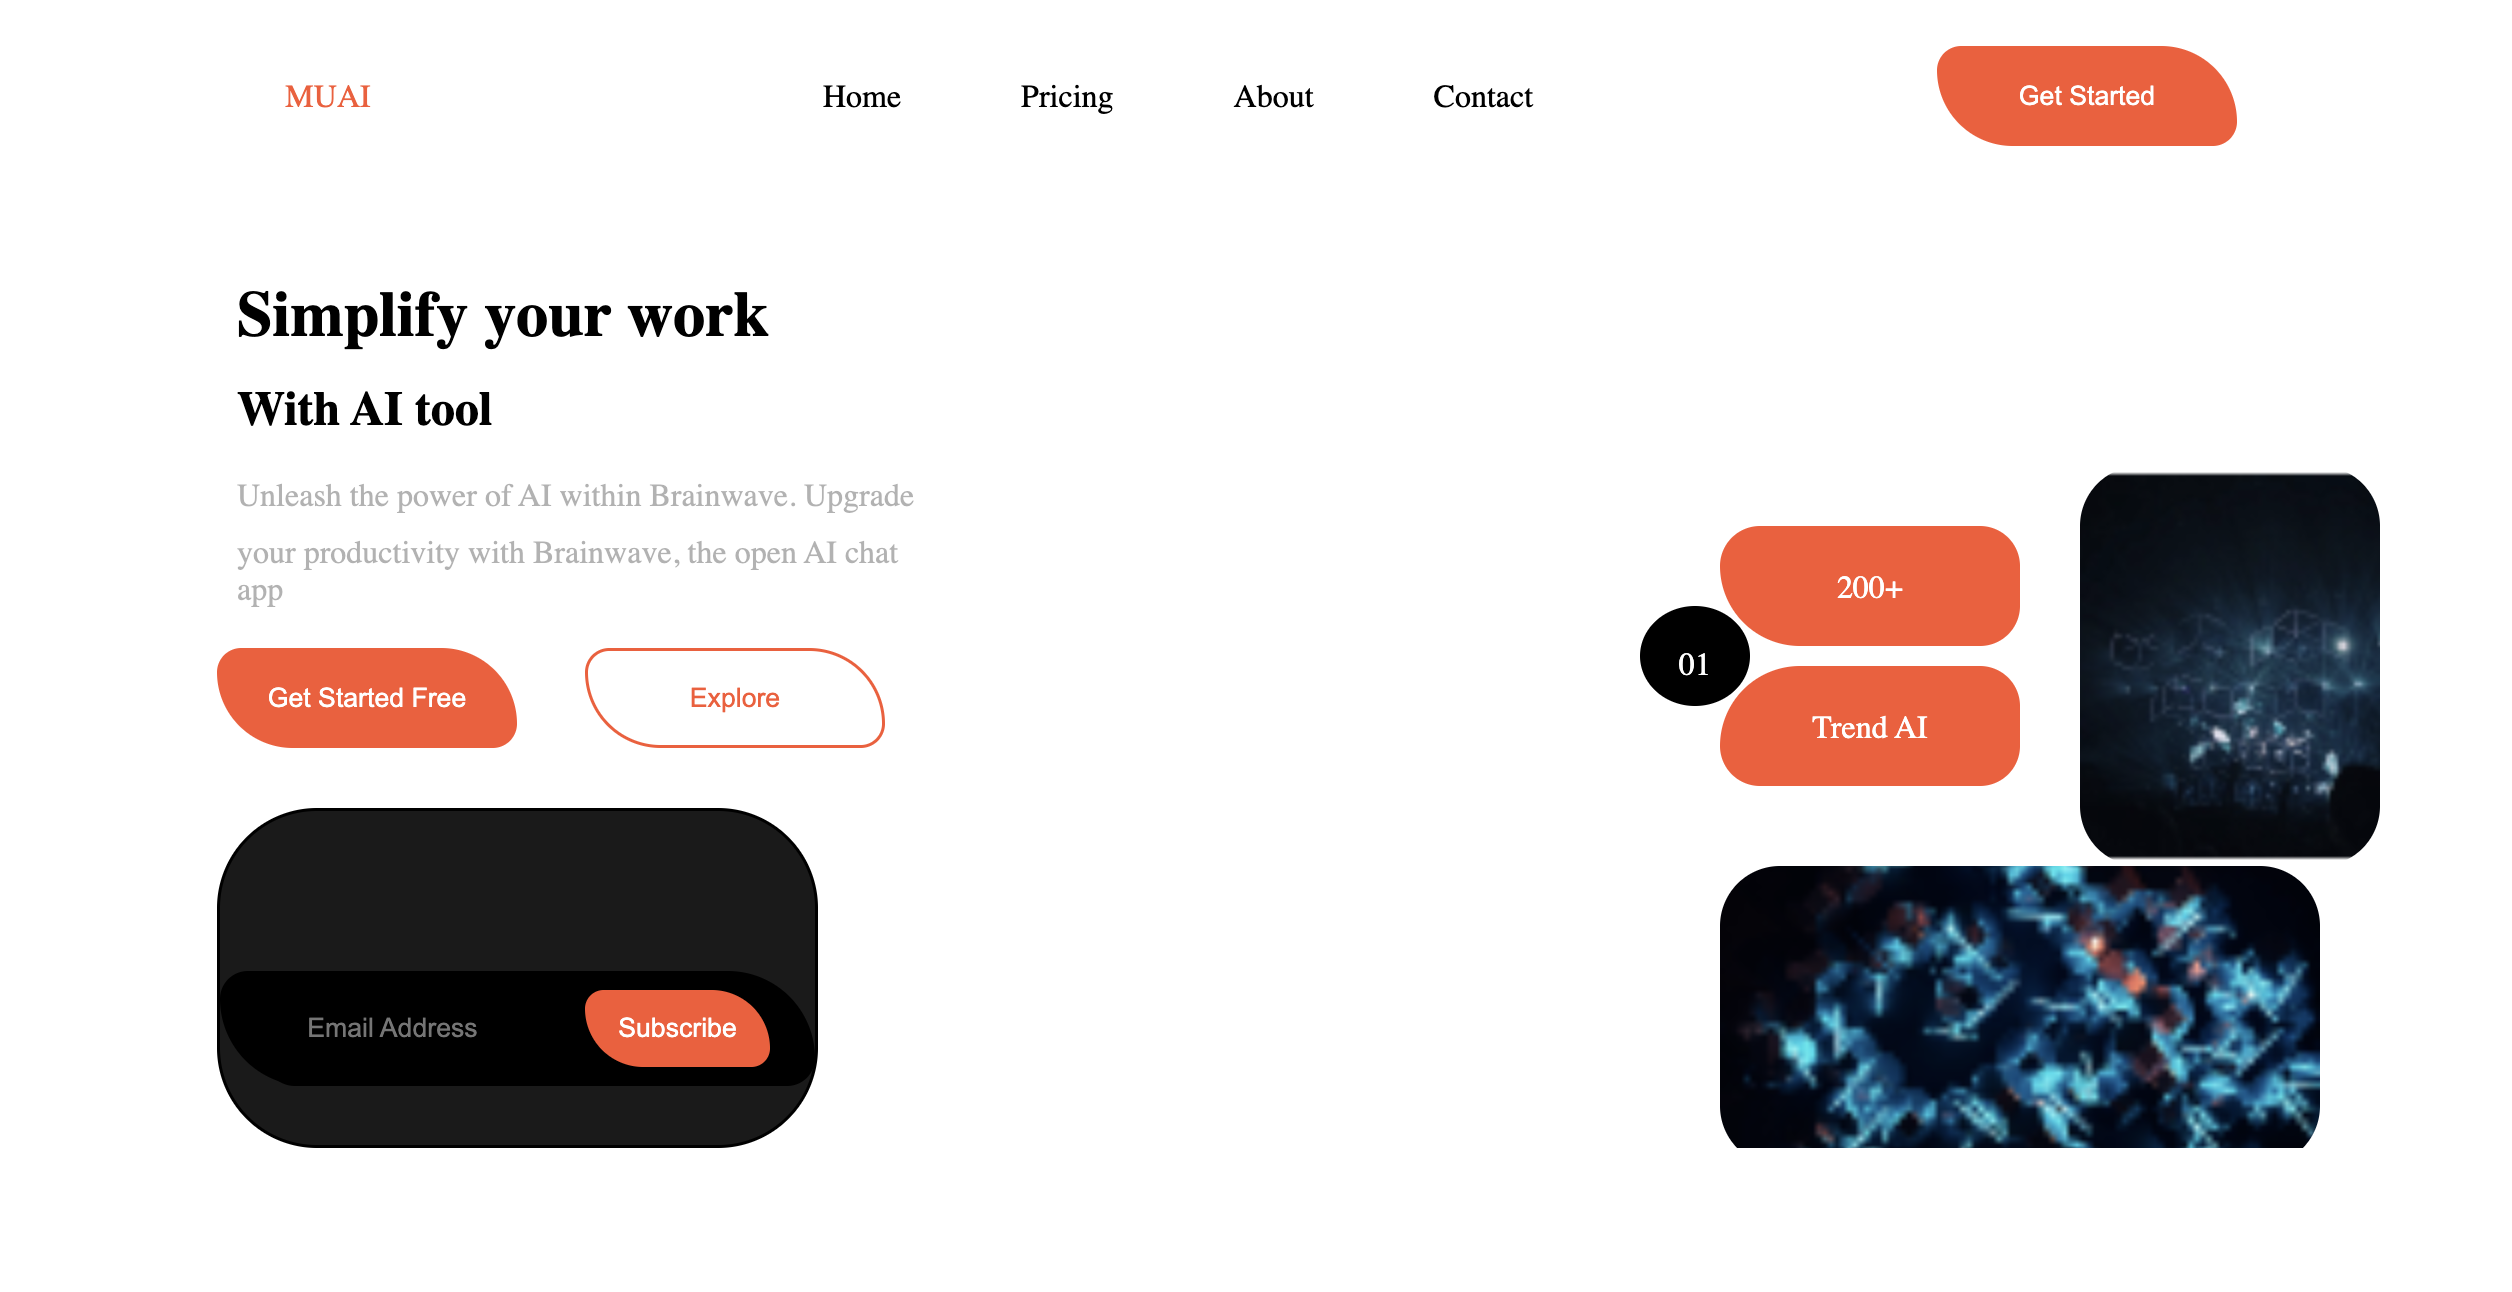 MUAI
Home
Pricing
About
Contact
Get Started
Simplify your work
With AI tool
Unleash the power of AI within Brainwave. Upgrade
your productivity with Brainwave, the open AI chat
app
Get Started Free
Explore
200+
01
Trend AI
Email Address
Subscribe